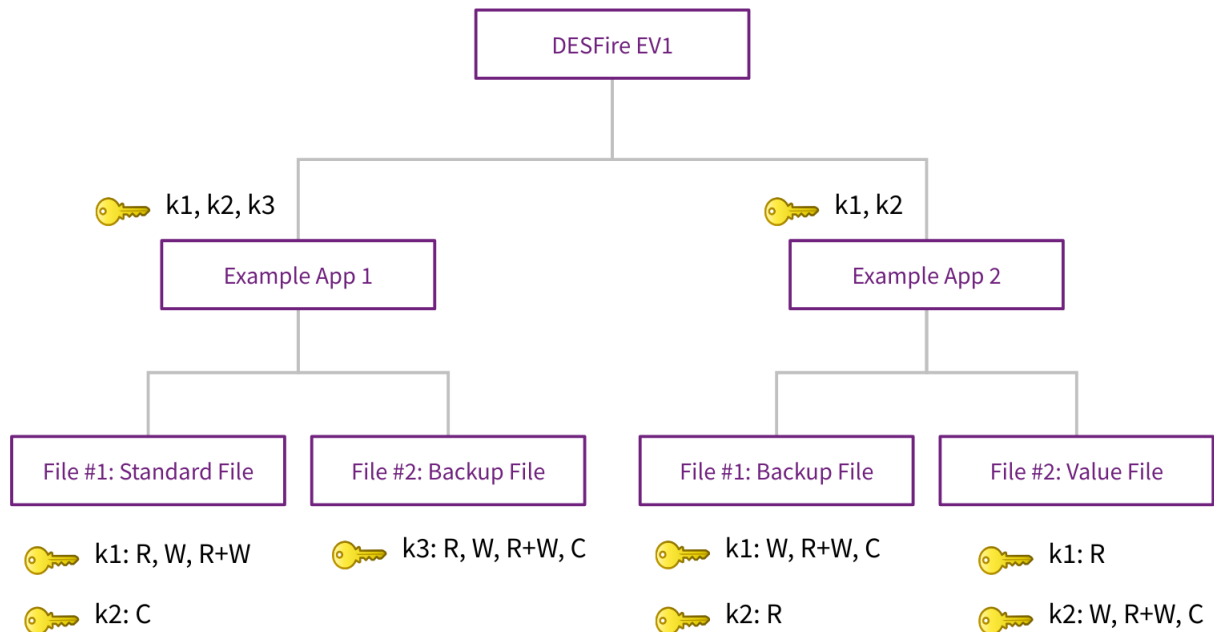 DESFire EV1
k1, k2, k3
k1, k2
Example App 1
Example App 2
File #1: Standard File
File #2: Backup File
File #1: Backup File
File #2: Value File
k1: R, W, R+W
k3: R, W, R+W, C
k1: W, R+W, C
k1: R
k2: C
k2: R
k2: W, R+W, C